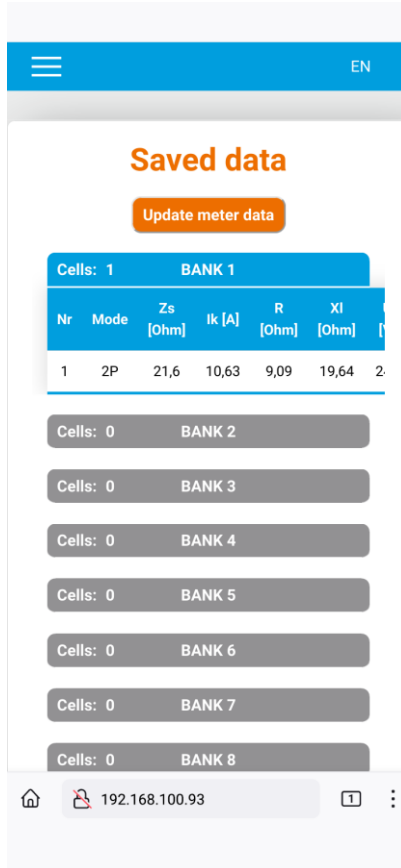 EN
Saved data
Update meter data
Cells: 1 BANK 1
Nr Mode Zs [Ohm] Ik [A] R [Ohm] Xl [Ohm]
1 2P 21,6 10,63 9,09 19,64
Cells: 0 BANK 2
Cells: 0 BANK 3
Cells: 0 BANK 4
Cells: 0 BANK 5
Cells: 0 BANK 6
Cells: 0 BANK 7
Cells: 0 BANK 8
192.168.100.93 1